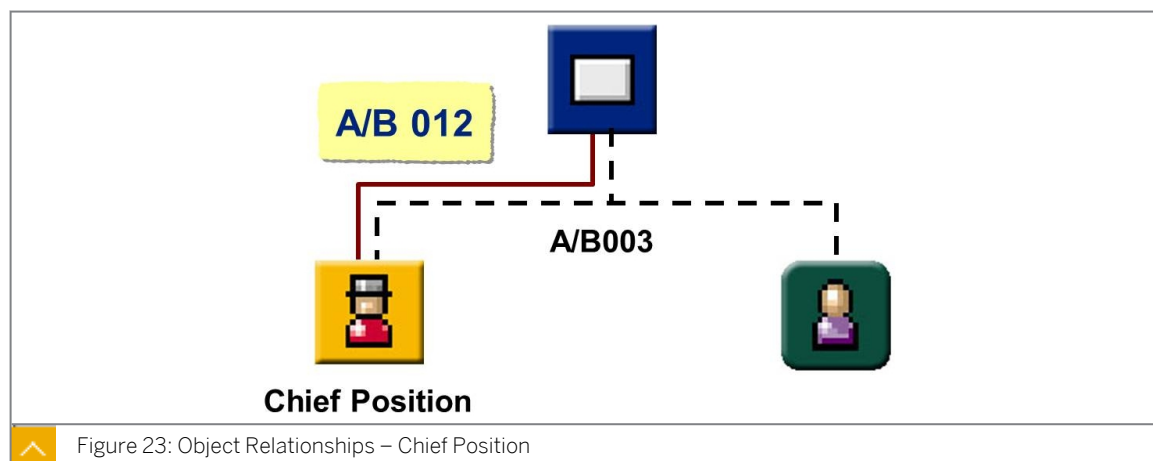 A/B 012
A/B003
Chief Position
Figure 23: Object Relationships – Chief Position